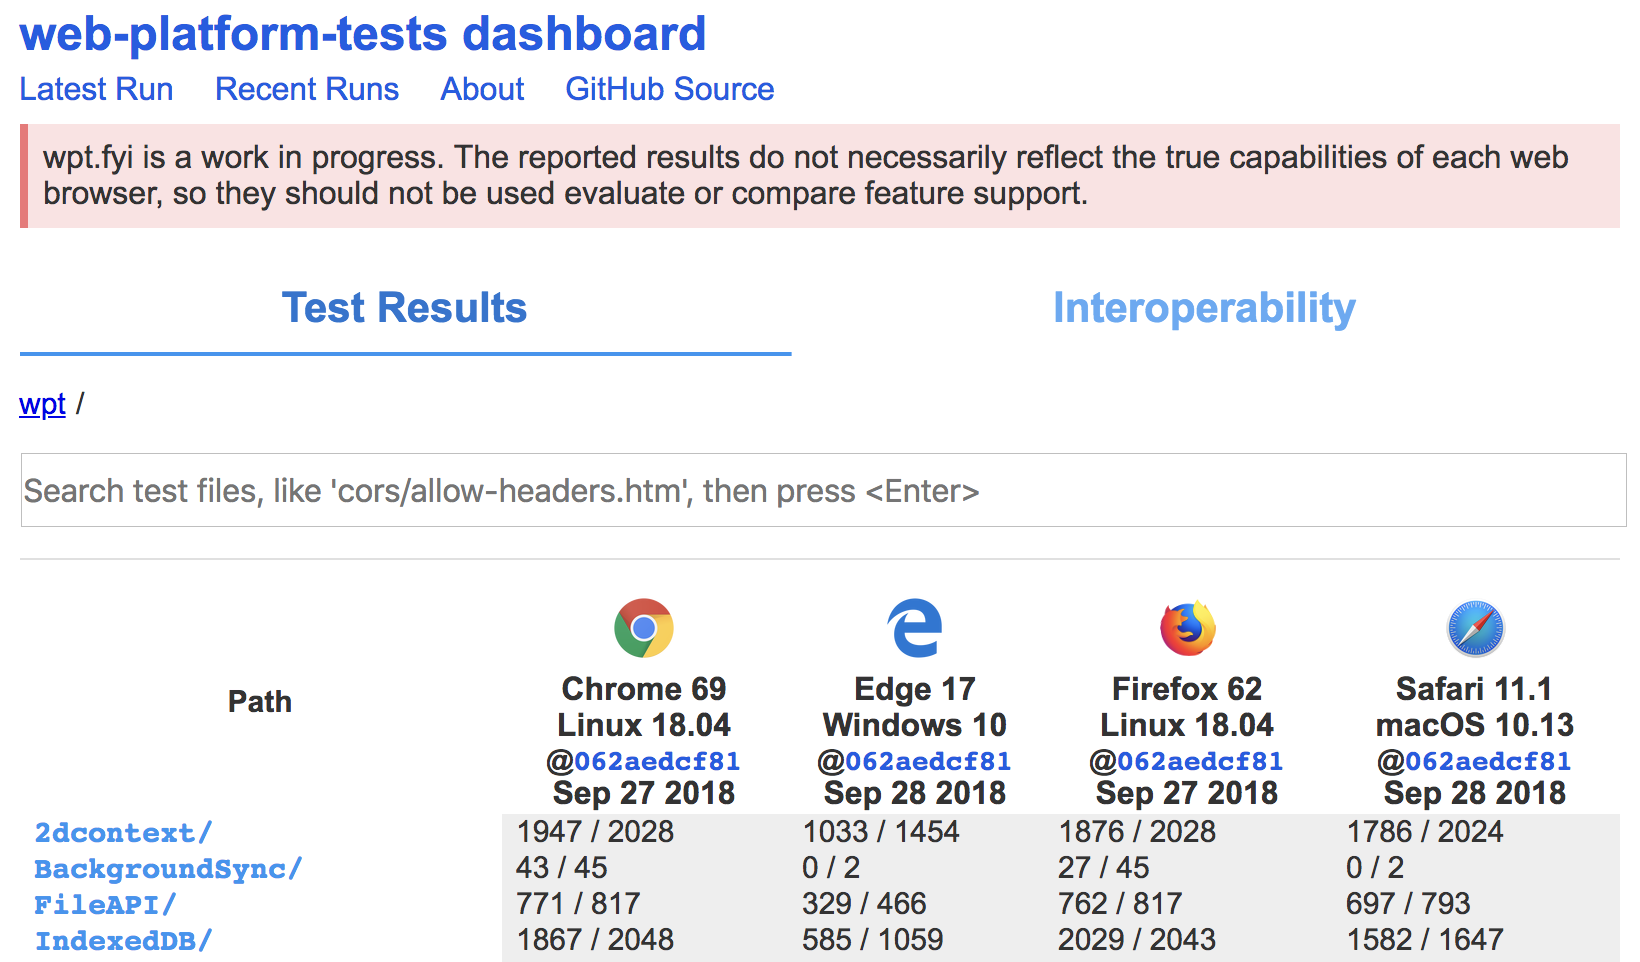 web-platform-tests dashboard
Latest Run Recent Runs About GitHub Source
wpt.fyi is a work in progress. The reported results do not necessarily reflect the true capabilities of each web
browser, so they should not be used evaluate or compare feature support.
Test Results Interoperability
wpt /
Search test files, like 'cors/allow-headers.htm', then press <Enter>
Path
Chrome 69 Edge 17 Firefox 62 Safari 11.1
Linux 18.04 Windows 10 Linux 18.04 macOS 10.13
@062aedcf81 @062aedcf81 @062aedcf81 @062aedcf81
Sep 27 2018 Sep 28 2018 Sep 27 2018 Sep 28 2018
2dcontext/ 1947 / 2028 1033 / 1454 1876 / 2028 1786 / 2024
BackgroundSync/ 43 / 45 0 / 2 27 / 45 0 / 2
FileAPI/ 771 / 817 329 / 466 762 / 817 697 / 793
IndexedDB/ 1867 / 2048 585 / 1059 2029 / 2043 1582 / 1647